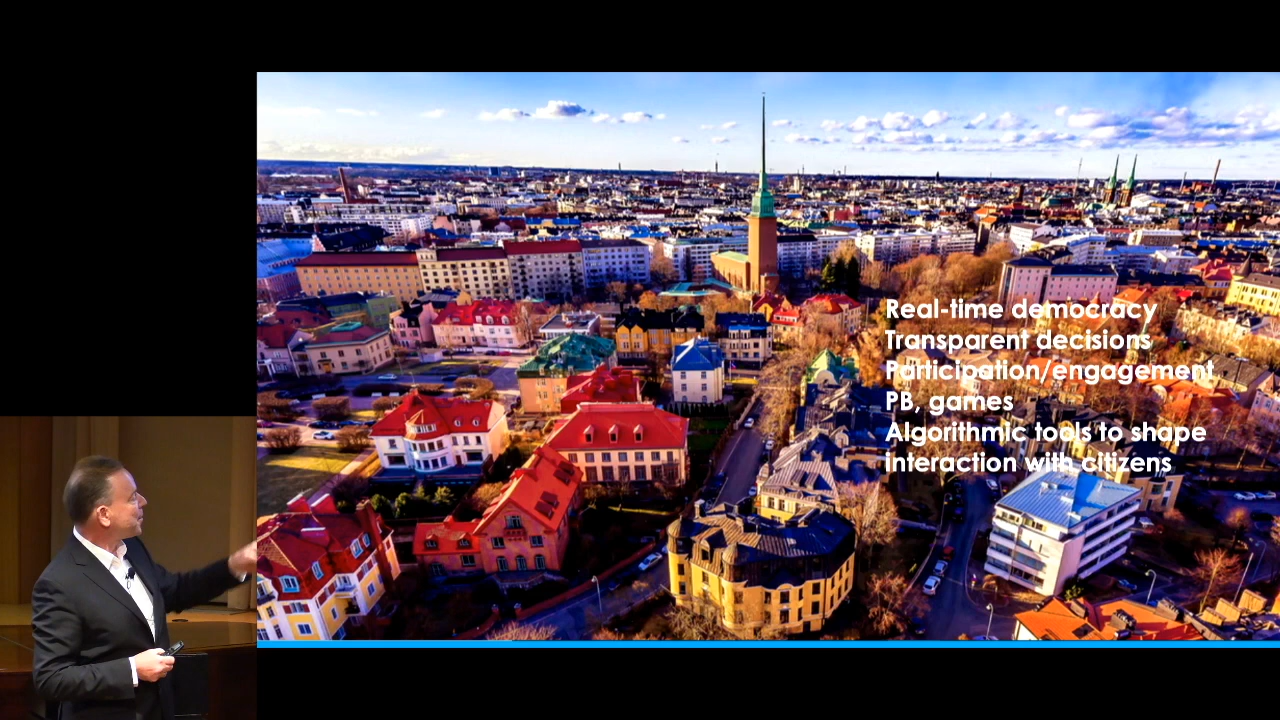 Real-time democracy
Transparent decisions
Participation/engagement
PB, games
Algorithmic tools to shape
interaction with citizens